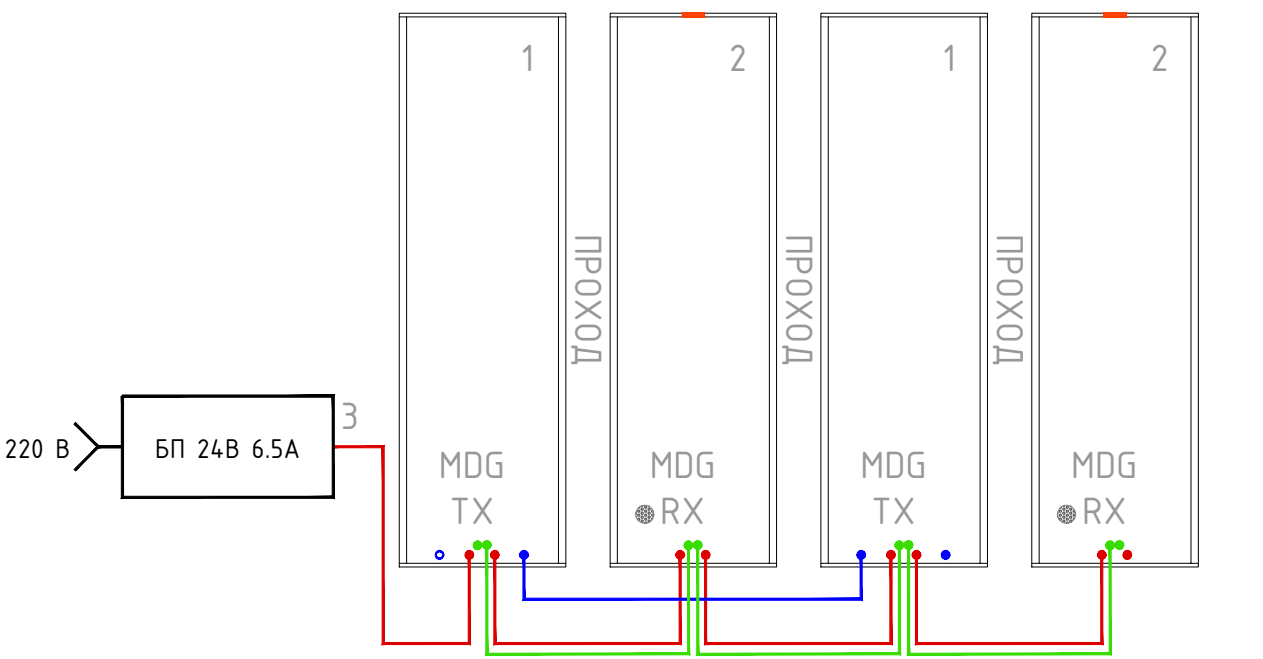 1
2
1
2
ПРОХОД
ПРОХОД
ПРОХОД
3
220 В
БП 24В 6.5А
MDG
TX
MDG
RX
MDG
TX
MDG
RX